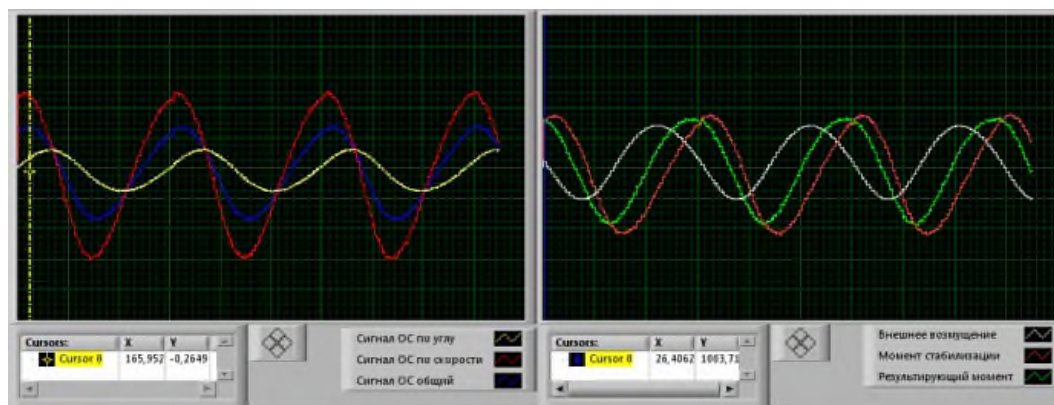 Cursors: X Y
Cursor 0 165,952 -0,2649
Сигнал ОС по углу
Сигнал ОС по скорости
Сигнал ОС общий
Cursors: X Y
Cursor 0 26,4062 1003,71
Внешнее возмущение
Момент стабилизации
Результирующий момент